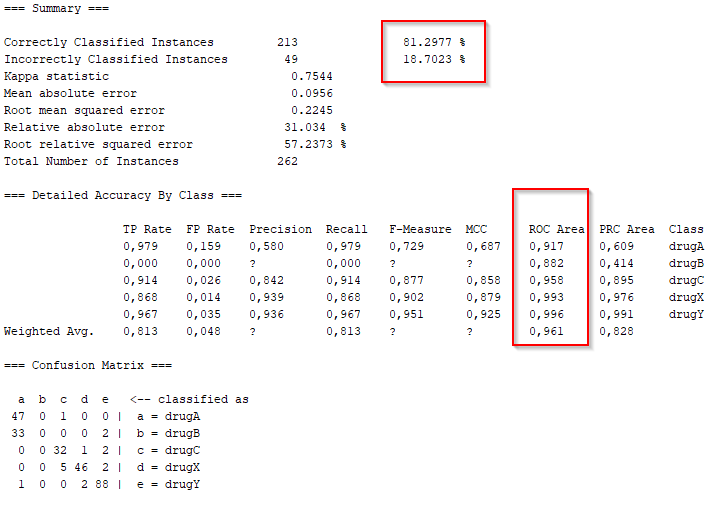 === Summary ===
Correctly Classified Instances 213 81.2977 %
Incorrectly Classified Instances 49 18.7023 %
Kappa statistic 0.7544
Mean absolute error 0.0956
Root mean squared error 0.2245
Relative absolute error 31.034 %
Root relative squared error 57.2373 %
Total Number of Instances 262
=== Detailed Accuracy By Class ===
TP Rate FP Rate Precision Recall F-Measure MCC ROC Area PRC Area Class
0,979 0,159 0,580 0,979 0,729 0,687 0,917 0,609 drugA
0,000 0,000 ? 0,000 ? ? 0,882 0,414 drugB
0,914 0,026 0,842 0,914 0,877 0,858 0,958 0,895 drugC
0,868 0,014 0,939 0,868 0,902 0,879 0,993 0,976 drugX
0,967 0,035 0,936 0,967 0,951 0,925 0,996 0,991 drugY
Weighted Avg. 0,813 0,048 ? 0,813 ? ? 0,961 0,828
=== Confusion Matrix ===
a b c d e <-- classified as
47 0 1 0 0 | a = drugA
33 0 0 0 2 | b = drugB
0 0 32 1 2 | c = drugC
0 0 5 46 2 | d = drugX
1 0 0 2 88 | e = drugY